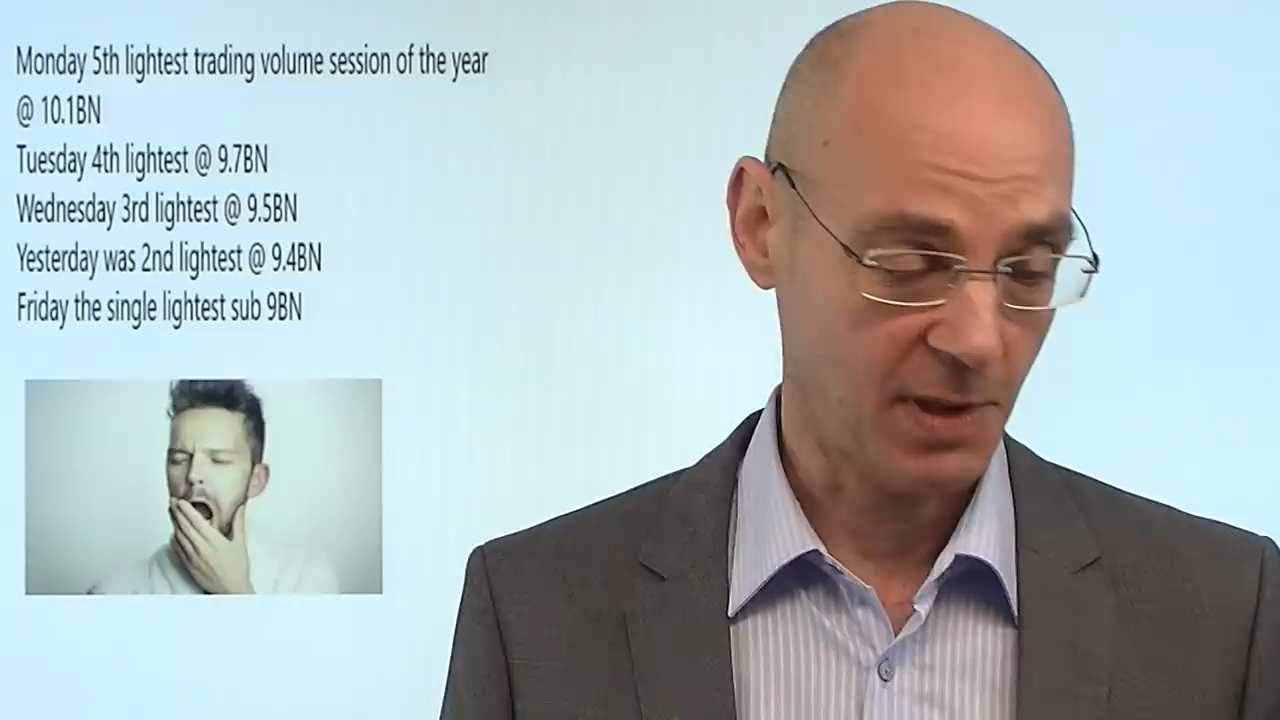 Monday 5th lightest trading volume session of the year
@ 10.1BN
Tuesday 4th lightest @ 9.7BN
Wednesday 3rd lightest @ 9.5BN
Yesterday was 2nd lightest @ 9.4BN
Friday the single lightest sub 9BN